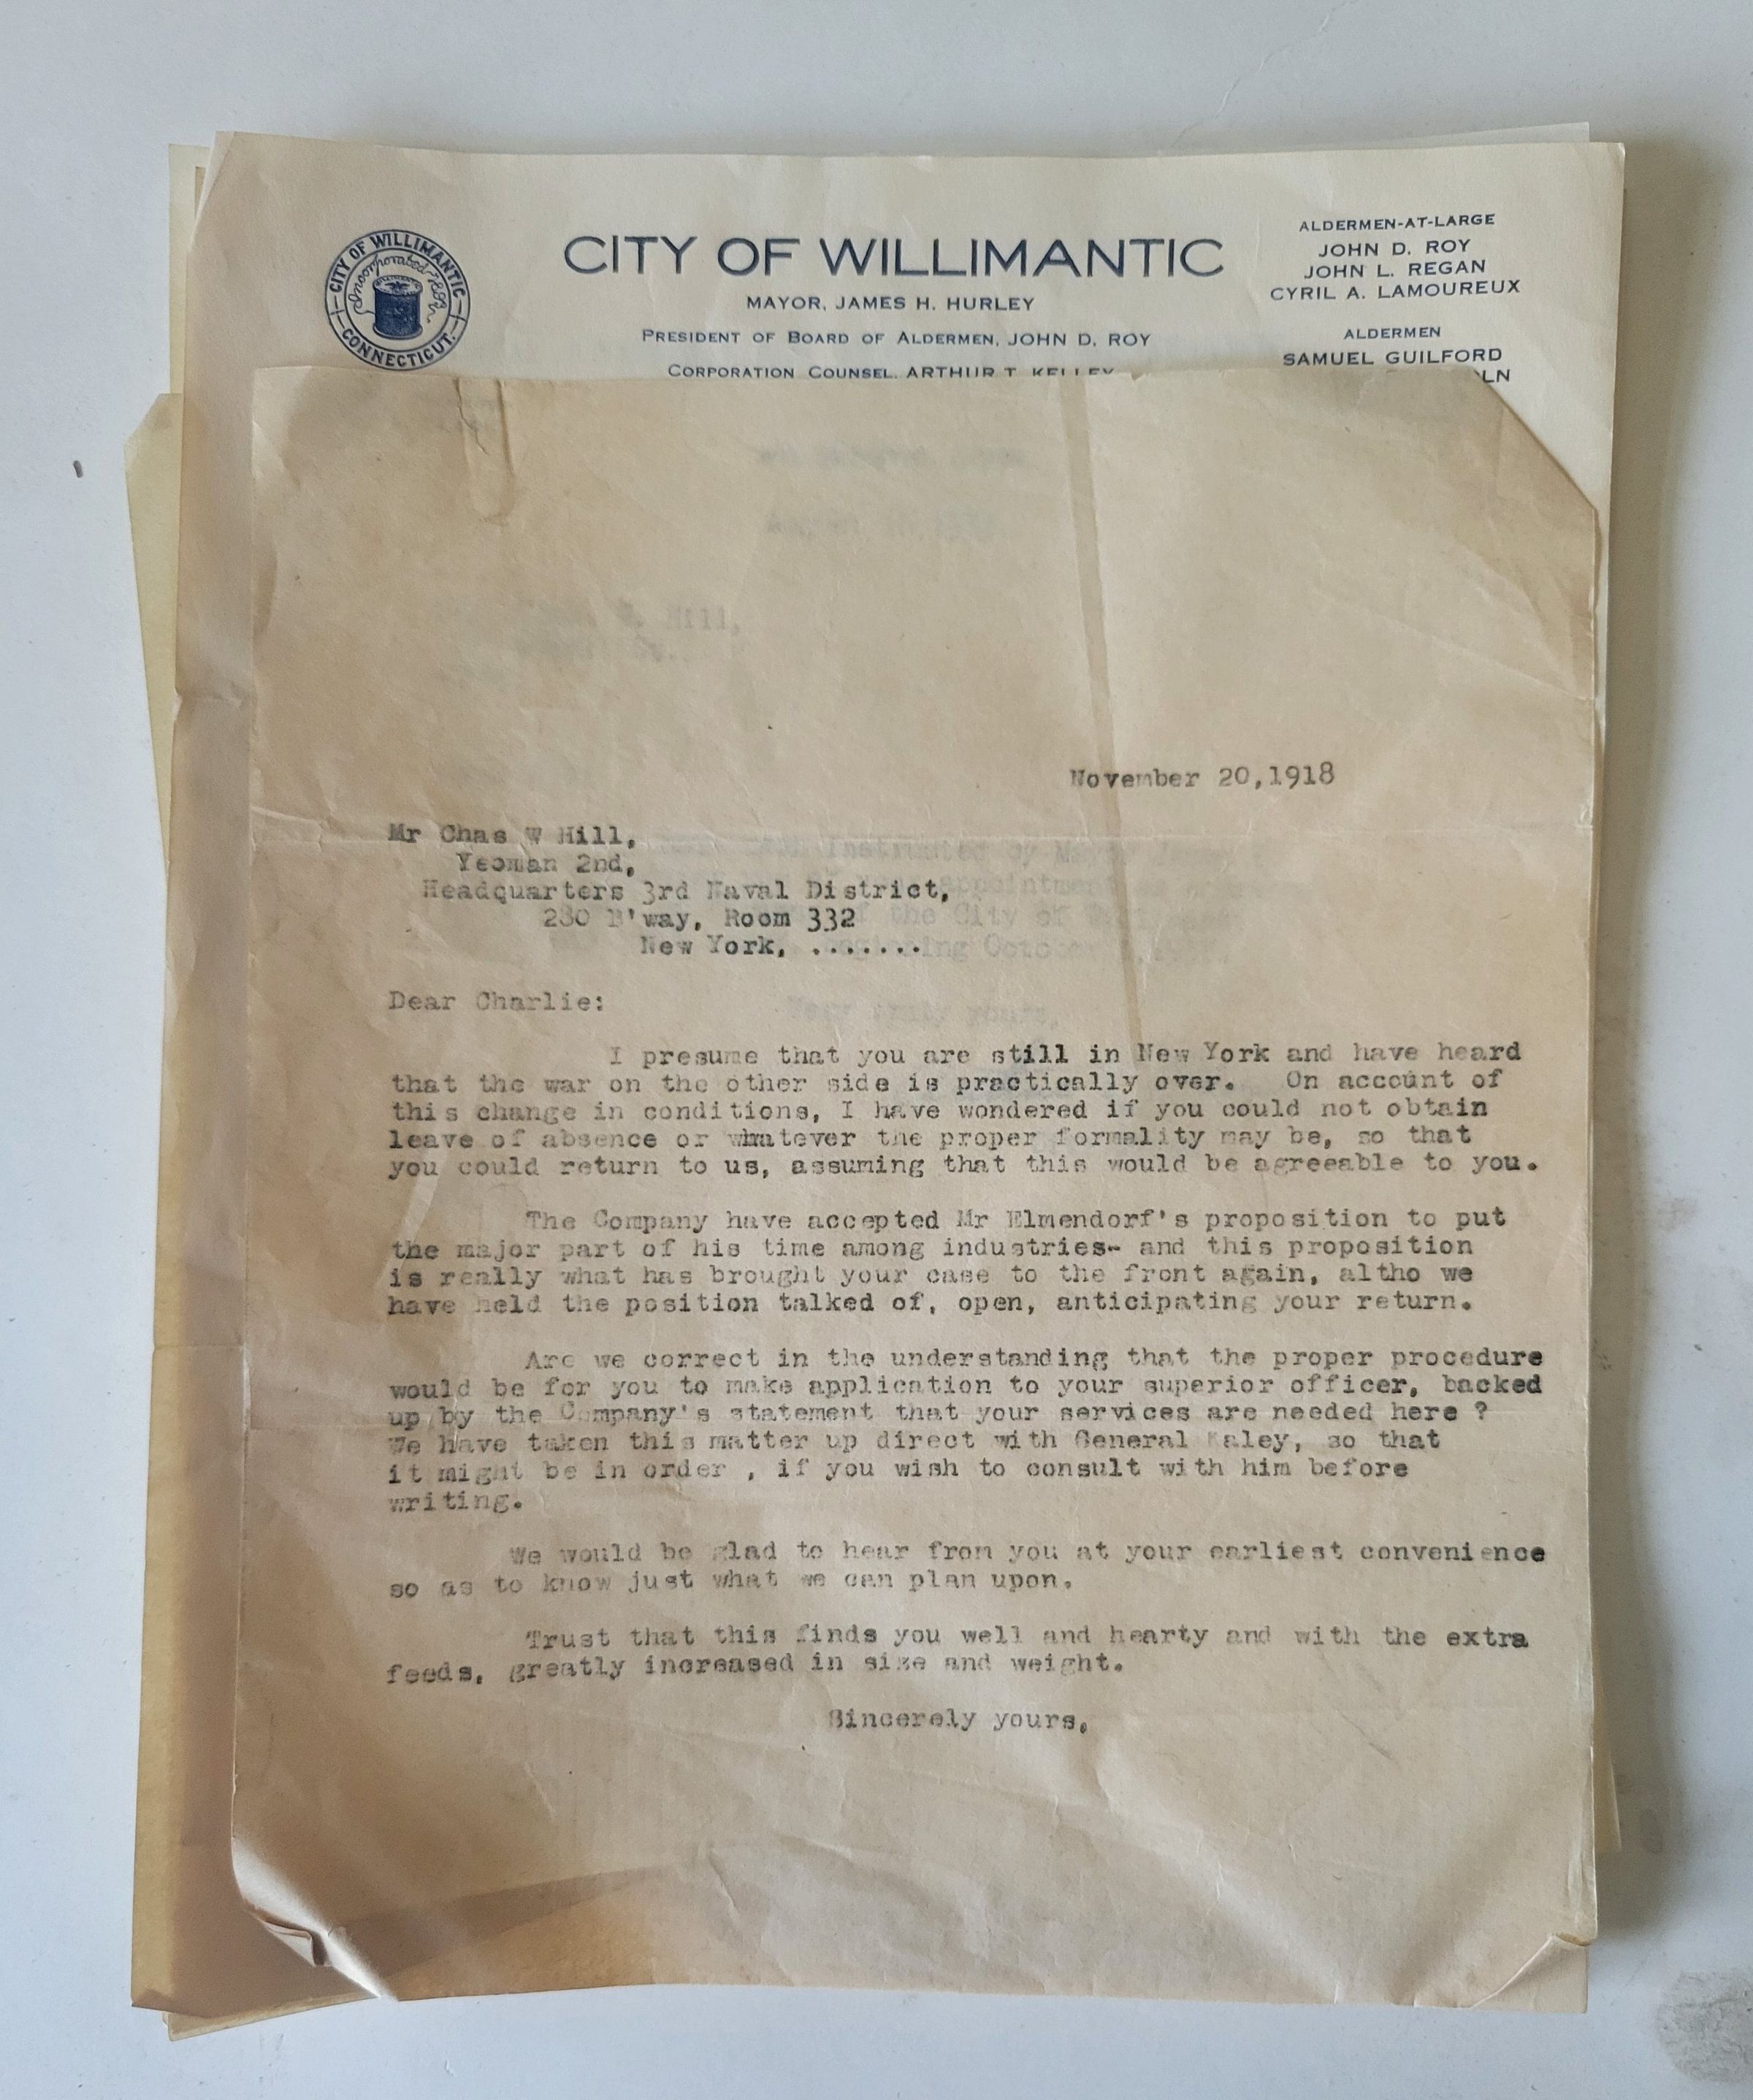 CITY OF WILLIMANTIC
Incorporated
CONNECTICUT.
CITY OF WILLIMANTIC
MAYOR, JAMES H. HURLEY
PRESIDENT OF BOARD OF ALDERMEN, JOHN D. ROY
CORPORATION COUNSEL, ARTHUR T. KELLEY
ALDERMEN-AT-LARGE
JOHN D. ROY
JOHN L. REGAN
CYRIL A. LAMOUREUX
ALDERMEN
SAMUEL GUILFORD
LN
November 20,1918
Mr Chas W Hill,
Yeoman 2nd,
Headquarters 3rd Naval District,
280 B'way, Room 332
New York, .......
Dear Charlie:
I presume that you are still in New York and have heard
that the war on the other side is practically over. On account of
this change in conditions, I have wondered if you could not obtain
leave of absence or whatever the proper formality may be, so that
you could return to us, assuming that this would be agreeable to you.
The Company have accepted Mr Elmendorf's proposition to put
the major part of his time among industries- and this proposition
is really what has brought your case to the front again, altho we
have held the position talked of, open, anticipating your return.
Are we correct in the understanding that the proper procedure
would be for you to make application to your superior officer, backed
up by the Company's statement that your services are needed here ?
We have taken this matter up direct with General aley, so that
it might be in order , if you wish to consult with him before
writing.
We would be glad to hear from you at your earliest convenience
so as to know just what we can plan upon.
Trust that this finds you well and hearty and with the extra
feeds, greatly increased in size and weight.
Sincerely yours,